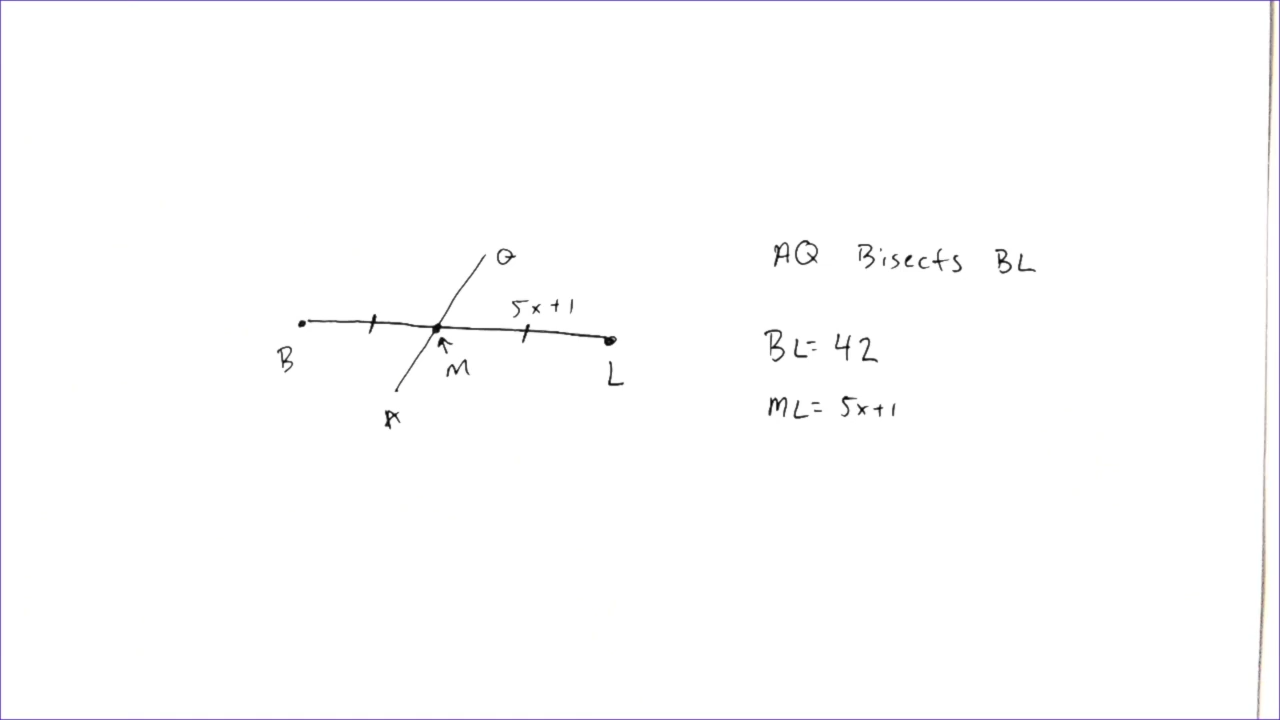 Q
5x+1
B
M
L
A
AQ Bisects BL
BL= 42
ML= 5x+1